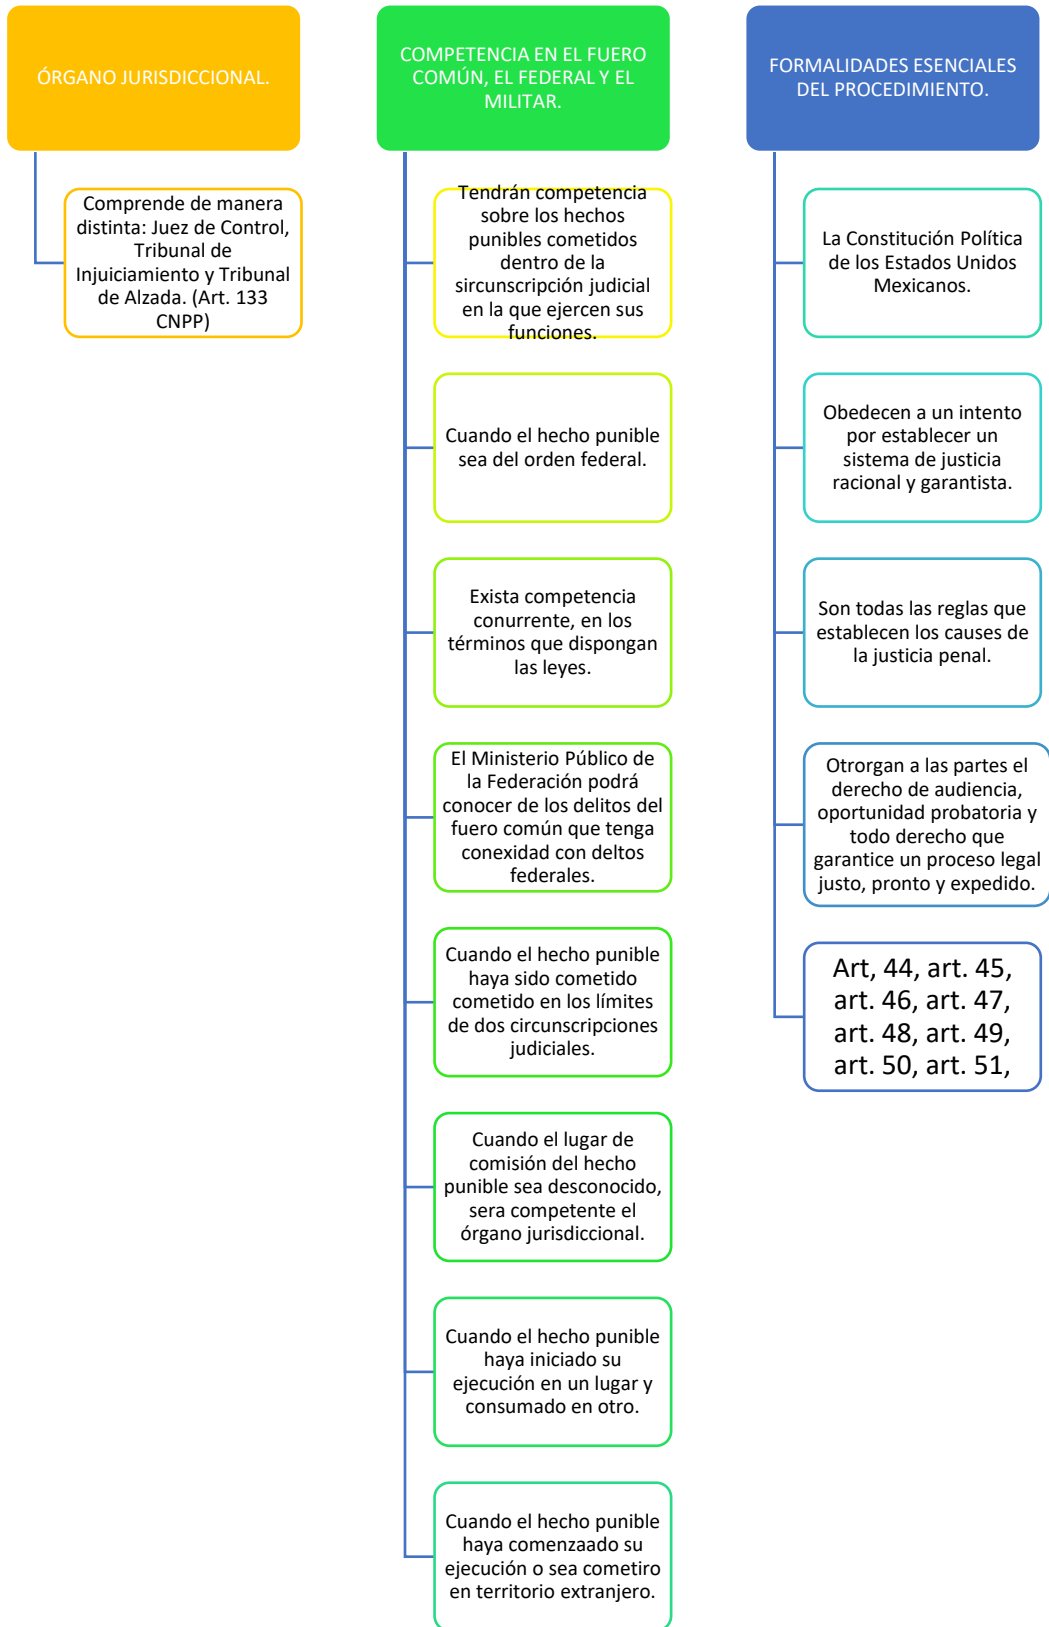 ÓRGANO JURISDICCIONAL.
Comprende de manera
distinta: Juez de Control,
Tribunal de
Injuiciamiento y Tribunal
de Alzada. (Art. 133
CNPP)
COMPETENCIA EN EL FUERO
COMÚN, EL FEDERAL Y EL
MILITAR.
Tendrán competencia
sobre los hechos
punibles cometidos
dentro de la
sircunscripción judicial
en la que ejercen sus
funciones.
Cuando el hecho punible
sea del orden federal.
Exista competencia
conurrente, en los
términos que dispongan
las leyes.
El Ministerio Público de
la Federación podrá
conocer de los delitos del
fuero común que tenga
conexidad con deltos
federales.
Cuando el hecho punible
haya sido cometido
cometido en los límites
de dos circunscripciones
judiciales.
Cuando el lugar de
comisión del hecho
punible sea desconocido,
sera competente el
órgano jurisdiccional.
Cuando el hecho punible
haya iniciado su
ejecución en un lugar y
consumado en otro.
Cuando el hecho punible
haya comenzaado su
ejecución o sea cometiro
en territorio extranjero.
FORMALIDADES ESENCIALES
DEL PROCEDIMIENTO.
La Constitución Política
de los Estados Unidos
Mexicanos.
Obedecen a un intento
por establecer un
sistema de justicia
racional y garantista.
Son todas las reglas que
establecen los causes de
la justicia penal.
Otrorgan a las partes el
derecho de audiencia,
oportunidad probatoria y
todo derecho que
garantice un proceso legal
justo, pronto y expedido.
Art, 44, art. 45,
art. 46, art. 47,
art. 48, art. 49,
art. 50, art. 51,